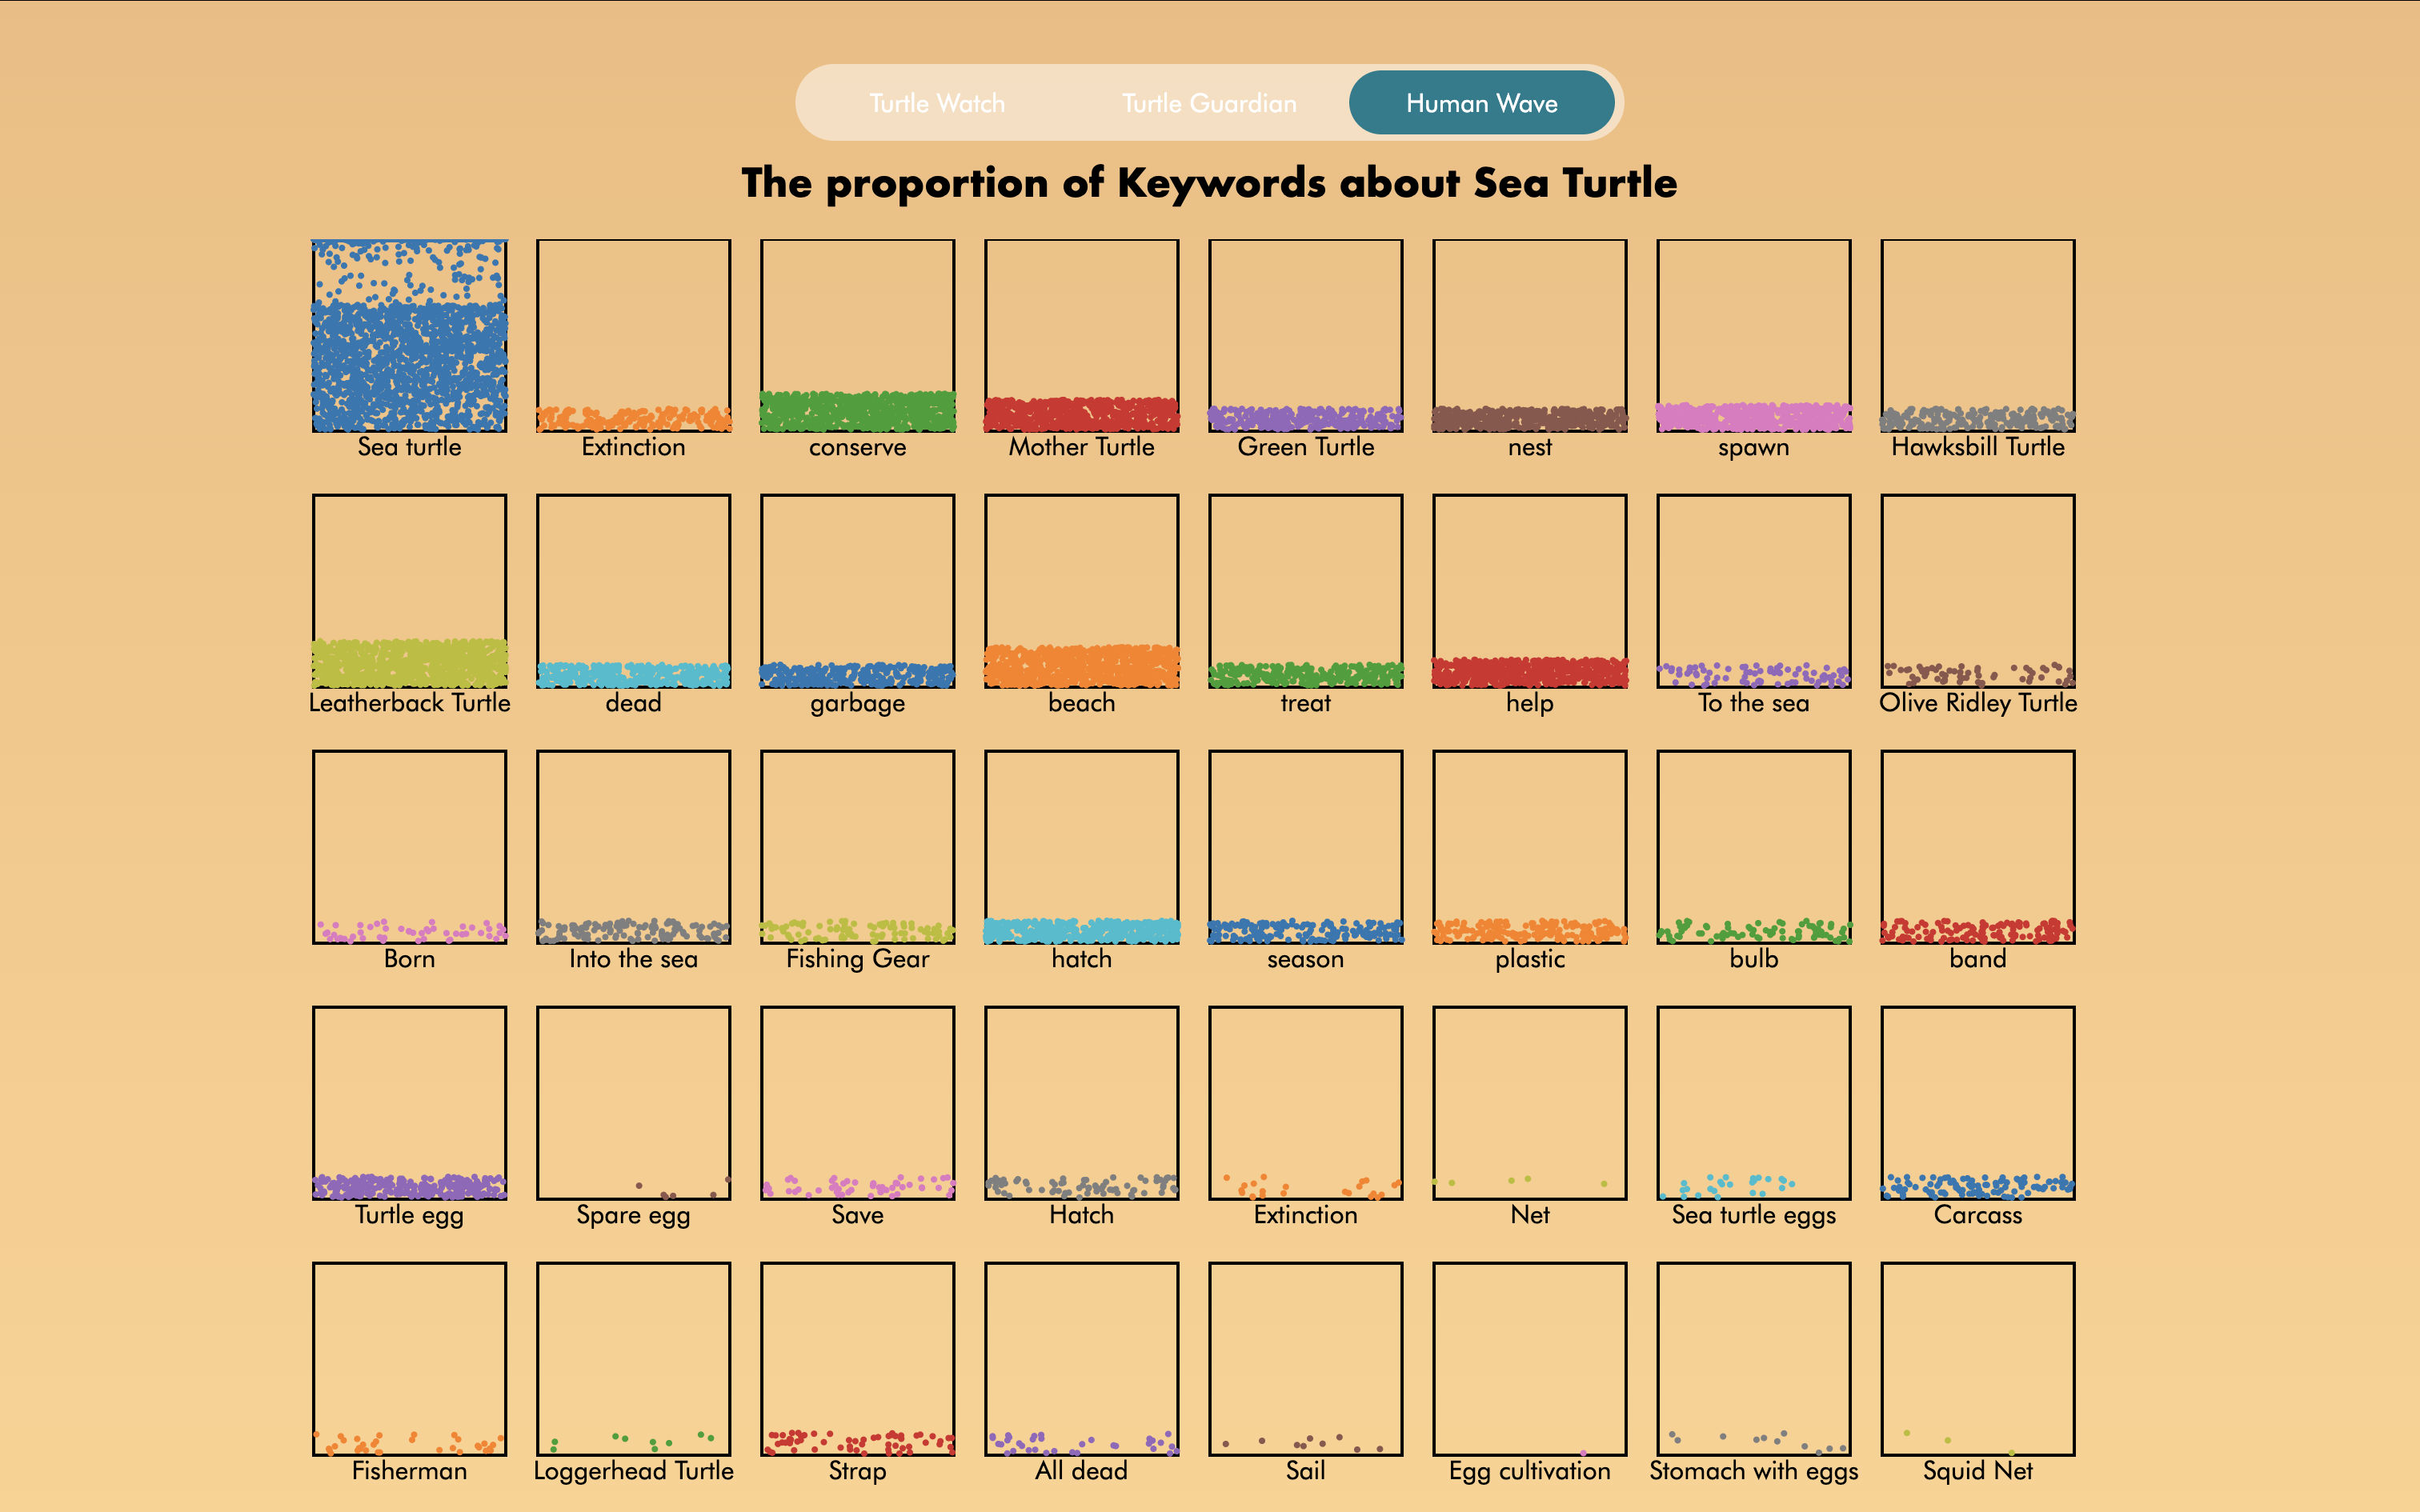 Turtle Watch Turtle Guardian Human Wave
The proportion of Keywords about Sea Turtle
Sea turtle Extinction conserve Mother Turtle Green Turtle nest spawn Hawksbill Turtle
Leatherback Turtle dead garbage beach treat help To the sea Olive Ridley Turtle
Born Into the sea Fishing Gear hatch season plastic bulb band
Turtle egg Spare egg Save Hatch Extinction Net Sea turtle eggs Carcass
Fisherman Loggerhead Turtle Strap All dead Sail Egg cultivation Stomach with eggs Squid Net